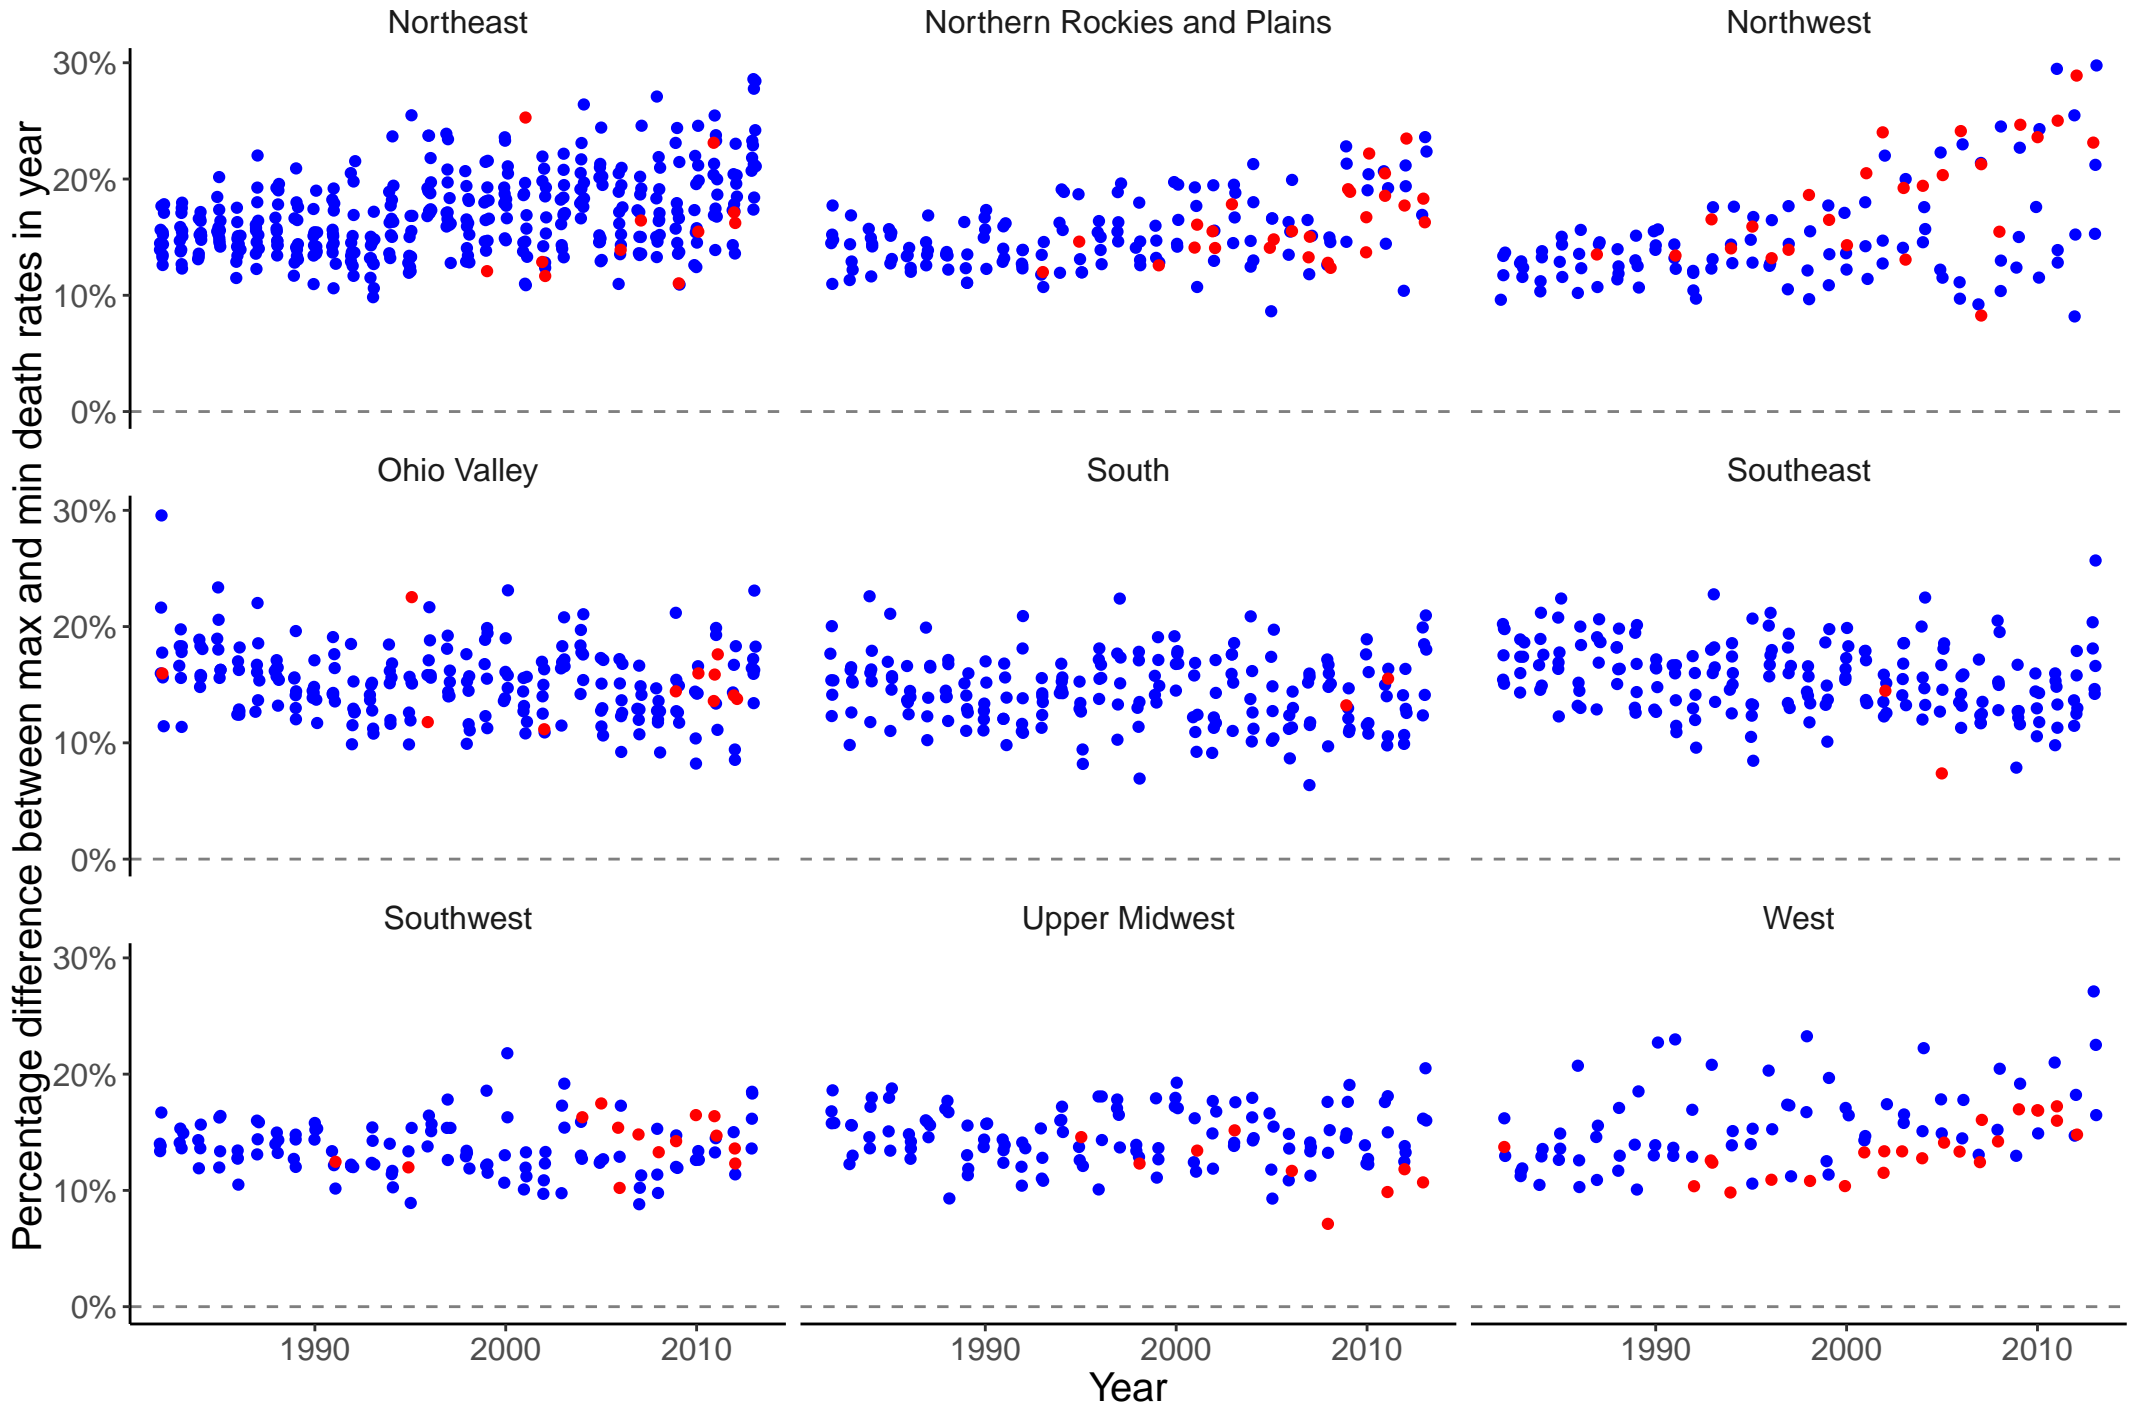 Northeast
Northern Rockies and Plains
Northwest
30%
20%
10%
0%
Ohio Valley
South
Southeast
30%
20%
10%
0%
Southwest
Upper Midwest
West
30%
20%
10%
0%
1990 2000 2010
1990 2000 2010
1990 2000 2010
Year
Percentage difference between max and min death rates in year